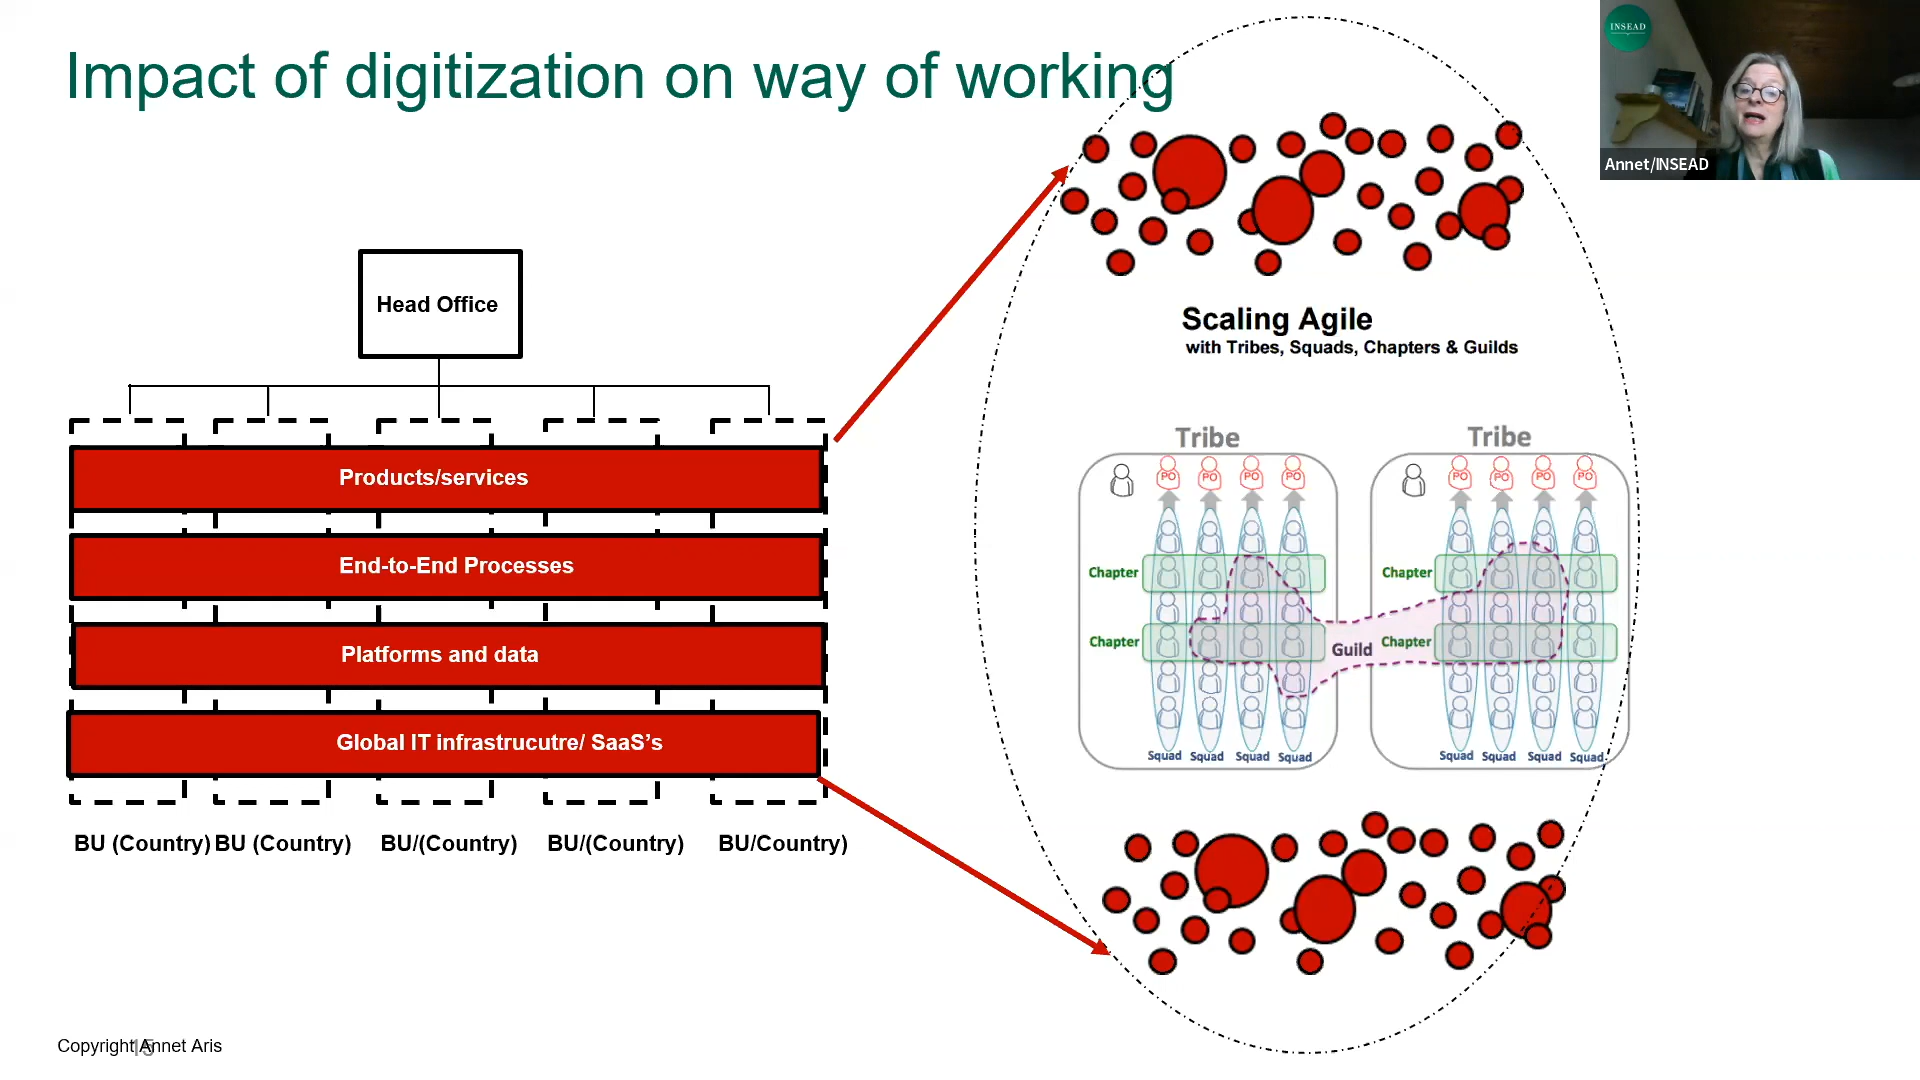 Impact of digitization on way of working
INSEAD
Annet/INSEAD
Head Office
Products/services
End-to-End Processes
Platforms and data
Global IT infrastrucutre/ SaaS's
BU (Country)
BU (Country)
BU/(Country)
BU/(Country)
BU/Country)
Scaling Agile
with Tribes, Squads, Chapters & Guilds
Tribe
Tribe
PO
PO
PO
PO
PO
PO
PO
PO
Chapter
Chapter
Chapter
Guild
Chapter
Squad
Squad
Squad
Squad
Squad
Squad
Squad
Squad
Copyright Annet Aris
15